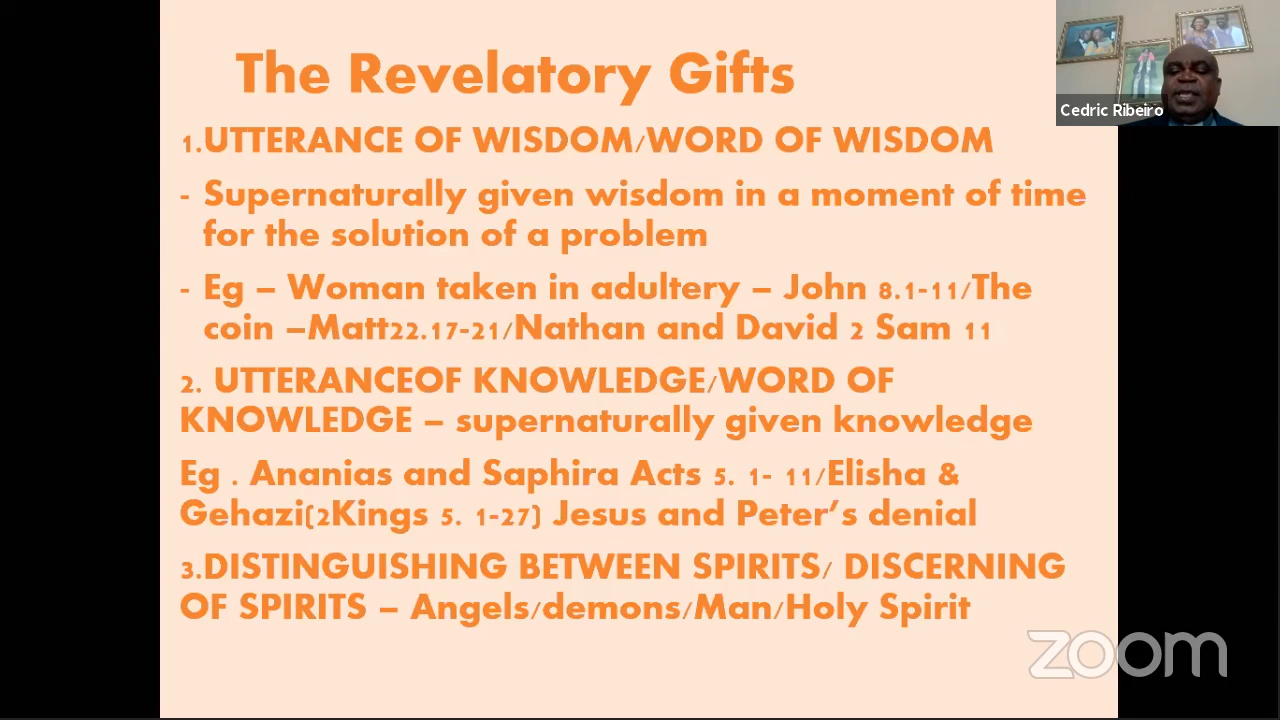 The Revelatory Gifts
Cedric Ribeiro
1.UTTERANCE OF WISDOM/WORD OF WISDOM
- Supernaturally given wisdom in a moment of time
for the solution of a problem
- Eg – Woman taken in adultery – John 8.1-11/The
coin –Matt22.17-21/Nathan and David 2 Sam 11
2. UTTERANCEOF KNOWLEDGE/WORD OF
KNOWLEDGE – supernaturally given knowledge
Eg . Ananias and Saphira Acts 5. 1- 11/Elisha &
Gehazi(2Kings 5. 1-27) Jesus and Peter’s denial
3.DISTINGUISHING BETWEEN SPIRITS/ DISCERNING
OF SPIRITS – Angels/demons/Man/Holy Spirit
zoom